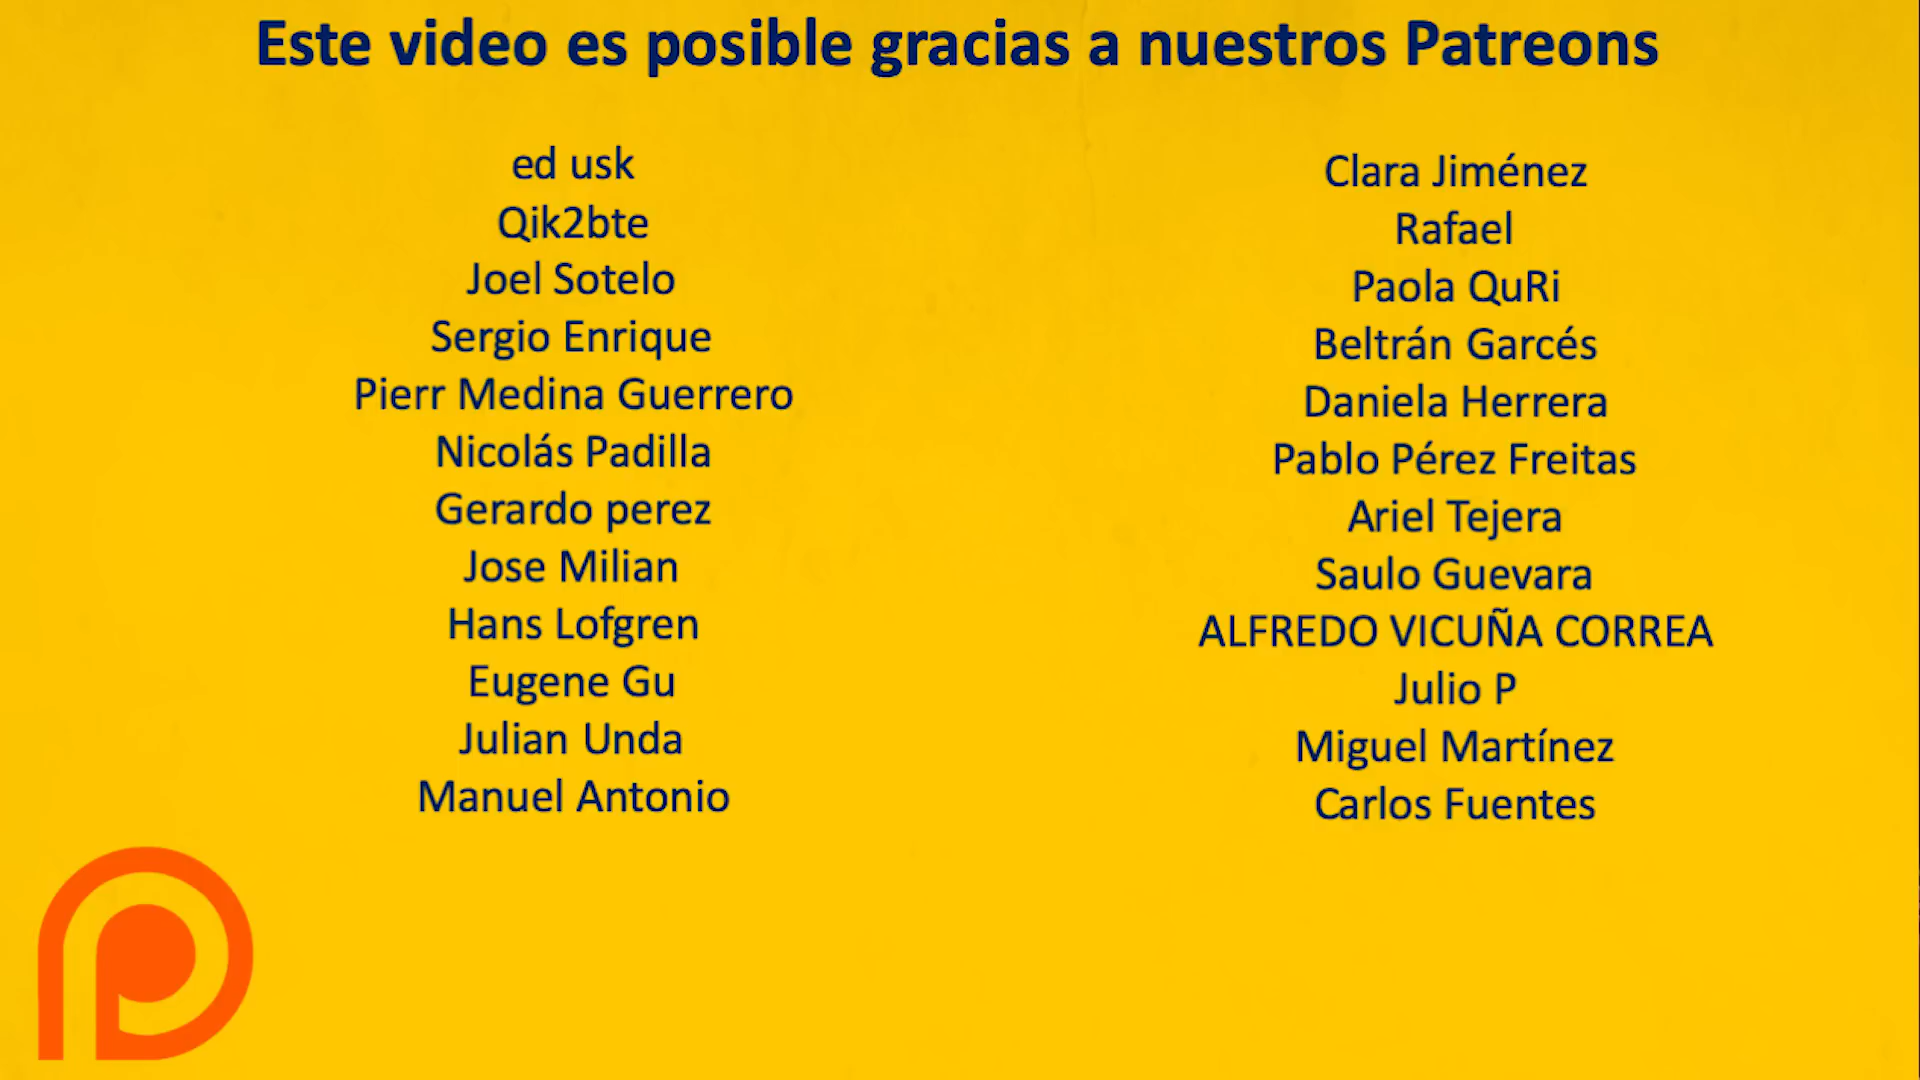 Este video es posible gracias a nuestros Patreons
ed usk
Qik2bte
Joel Sotelo
Sergio Enrique
Pierr Medina Guerrero
Nicolás Padilla
Gerardo perez
Jose Milian
Hans Lofgren
Eugene Gu
Julian Unda
Manuel Antonio
Clara Jiménez
Rafael
Paola QuRi
Beltrán Garcés
Daniela Herrera
Pablo Pérez Freitas
Ariel Tejera
Saulo Guevara
ALFREDO VICUÑA CORREA
Julio P
Miguel Martínez
Carlos Fuentes